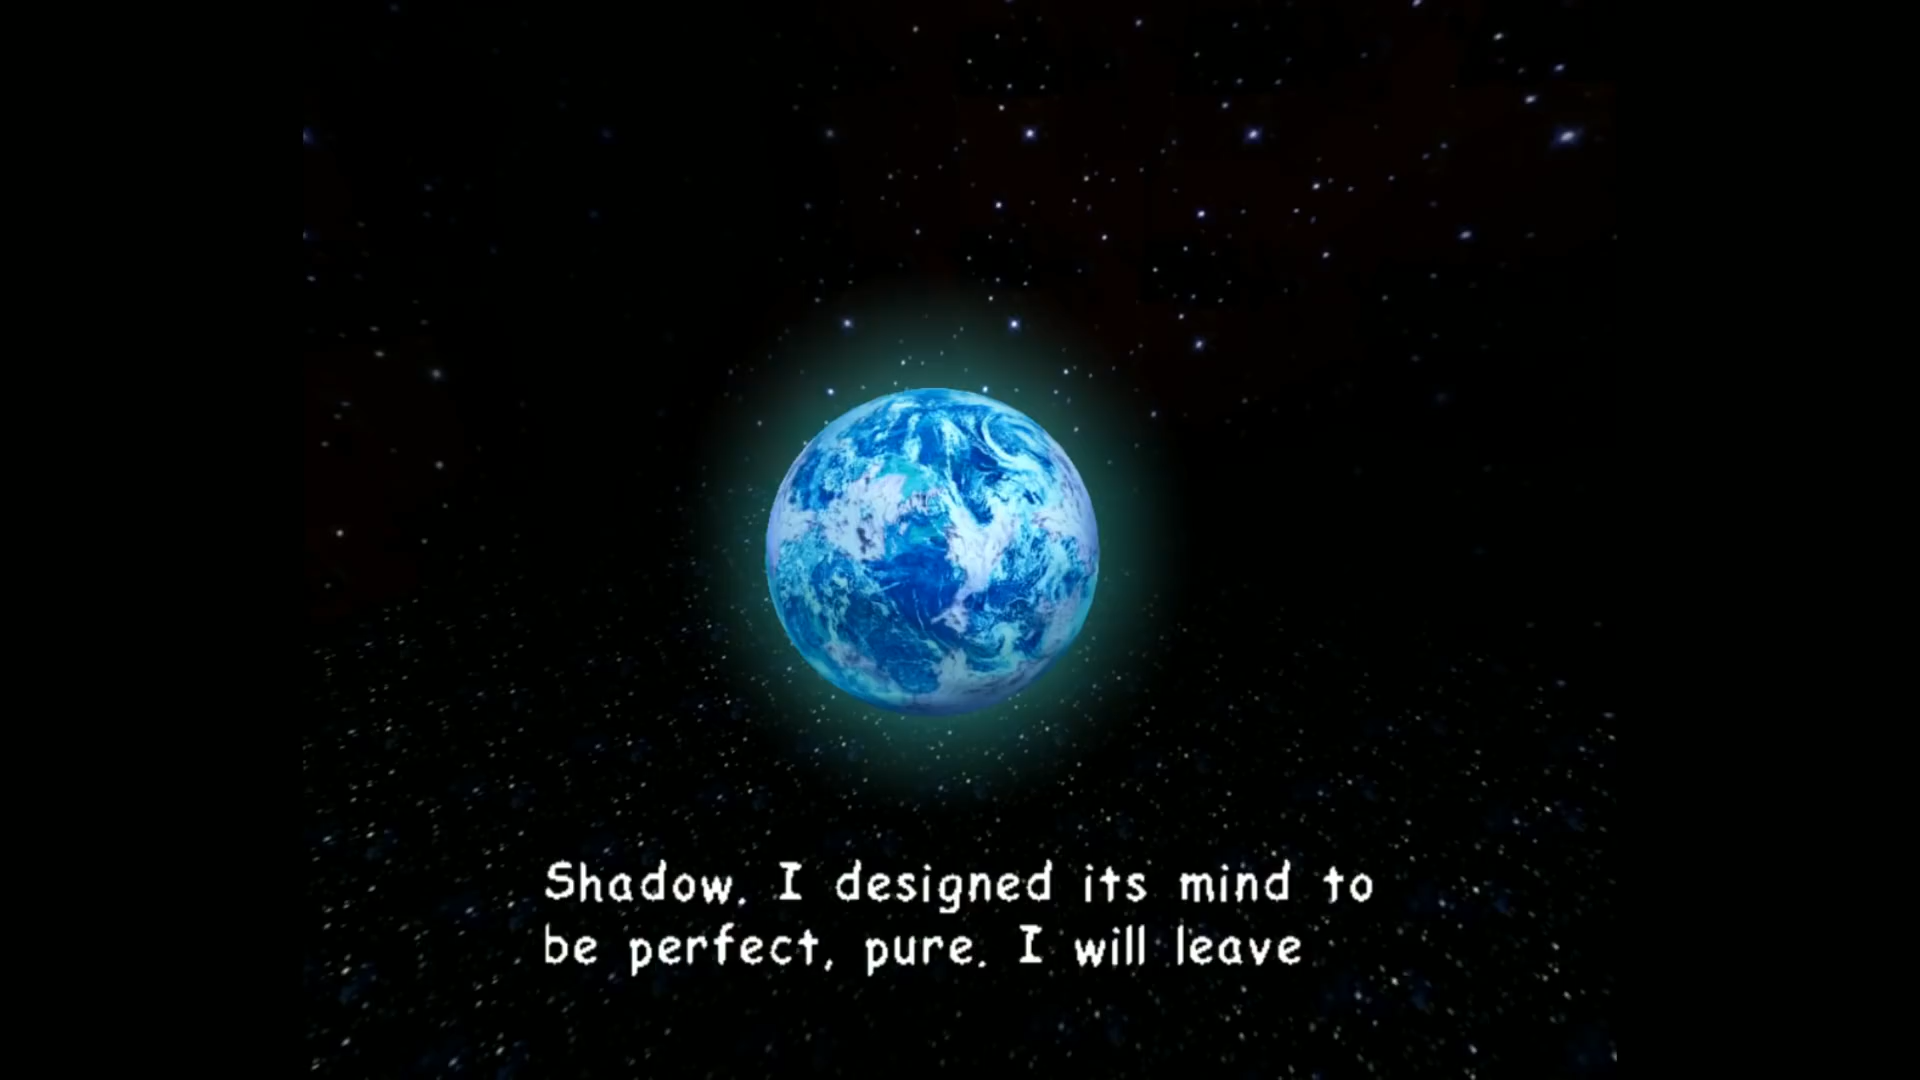 Shadow. I designed its mind to
be perfect, pure. I will leave